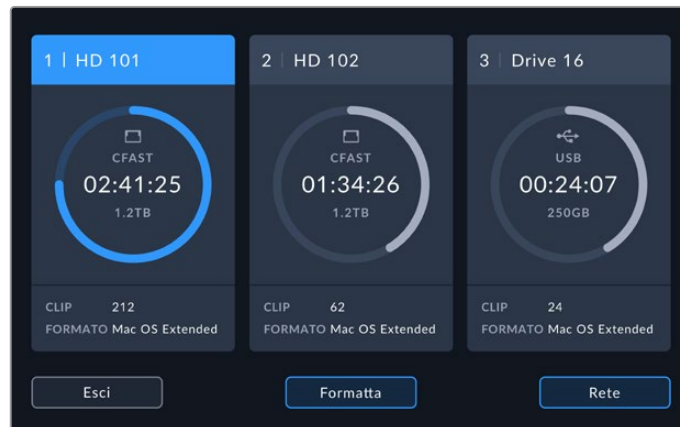 1 | HD 101
CFAST
02:41:25
1.2TB
CLIP 212
FORMATO Mac OS Extended
2 | HD 102
CFAST
01:34:26
1.2TB
CLIP 62
FORMATO Mac OS Extended
3 | Drive 16
USB
00:24:07
250GB
CLIP 24
FORMATO Mac OS Extended
Esci
Formatta
Rete